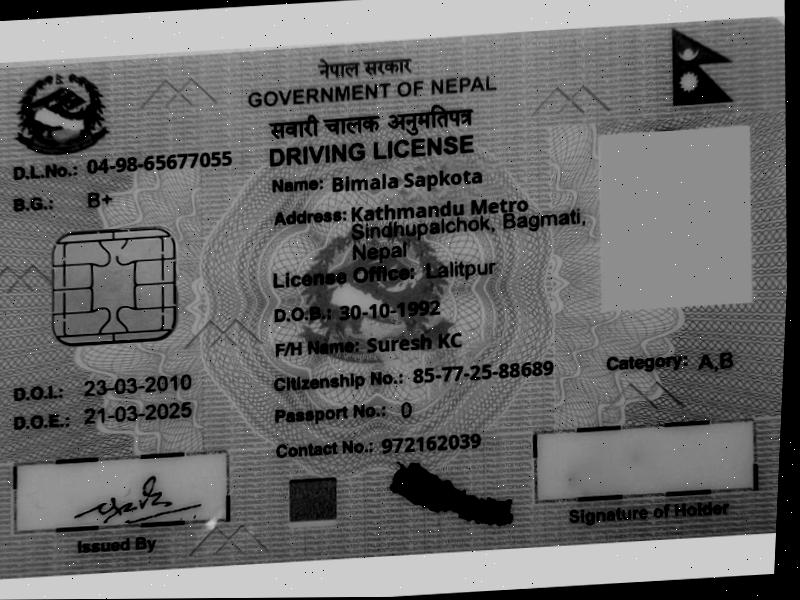 नेपाल सरकार
GOVERNMENT OF NEPAL
सवारी चालक अनुमतिपत्र
DRIVING LICENSE
D.L.No.: 04-98-65677055
B.G.: B+
Name: Bimala Sapkota
Address: Kathmandu Metro
Sindhupalchok, Bagmati,
Nepal
License Office: Lalitpur
D.O.B.: 30-10-1992
F/H Name: Suresh KC
Citizenship No.: 85-77-25-88689
Passport No.: 0
Contact No.: 972162039
Category: A,B
D.O.I.: 23-03-2010
D.O.E.: 21-03-2025
Issued By
Signature of Holder